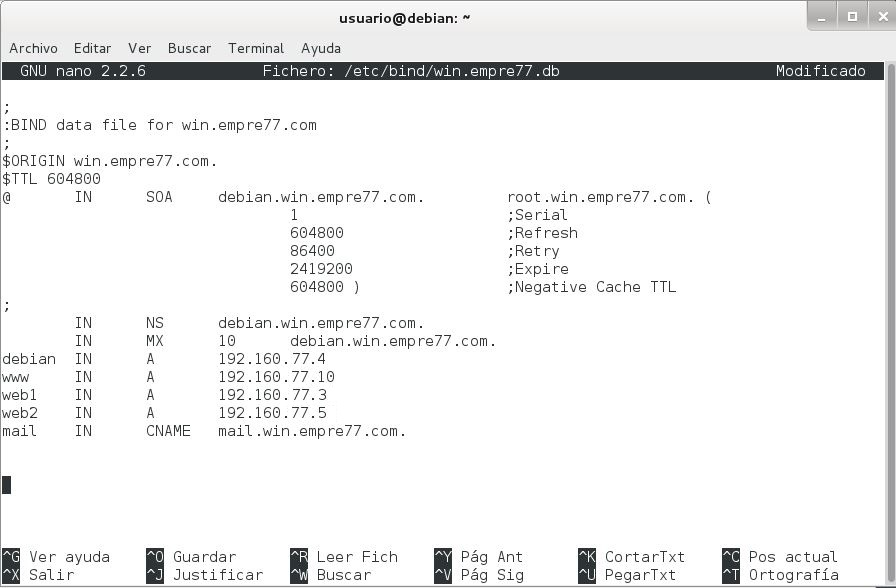 usuario@debian: ~
Archivo Editar Ver Buscar Terminal Ayuda
GNU nano 2.2.6 Fichero: /etc/bind/win.empre77.db Modificado
;
:BIND data file for win.empre77.com
;
$ORIGIN win.empre77.com.
$TTL 604800
@ IN SOA debian.win.empre77.com. root.win.empre77.com. (
1 ;Serial
604800 ;Refresh
86400 ;Retry
2419200 ;Expire
604800 ) ;Negative Cache TTL
;
IN NS debian.win.empre77.com.
IN MX 10 debian.win.empre77.com.
debian IN A 192.160.77.4
www IN A 192.160.77.10
web1 IN A 192.160.77.3
web2 IN A 192.160.77.5
mail IN CNAME mail.win.empre77.com.
^G Ver ayuda ^O Guardar ^R Leer Fich ^Y Pág Ant ^K CortarTxt ^C Pos actual
^X Salir ^J Justificar ^W Buscar ^V Pág Sig ^U PegarTxt ^T Ortografía